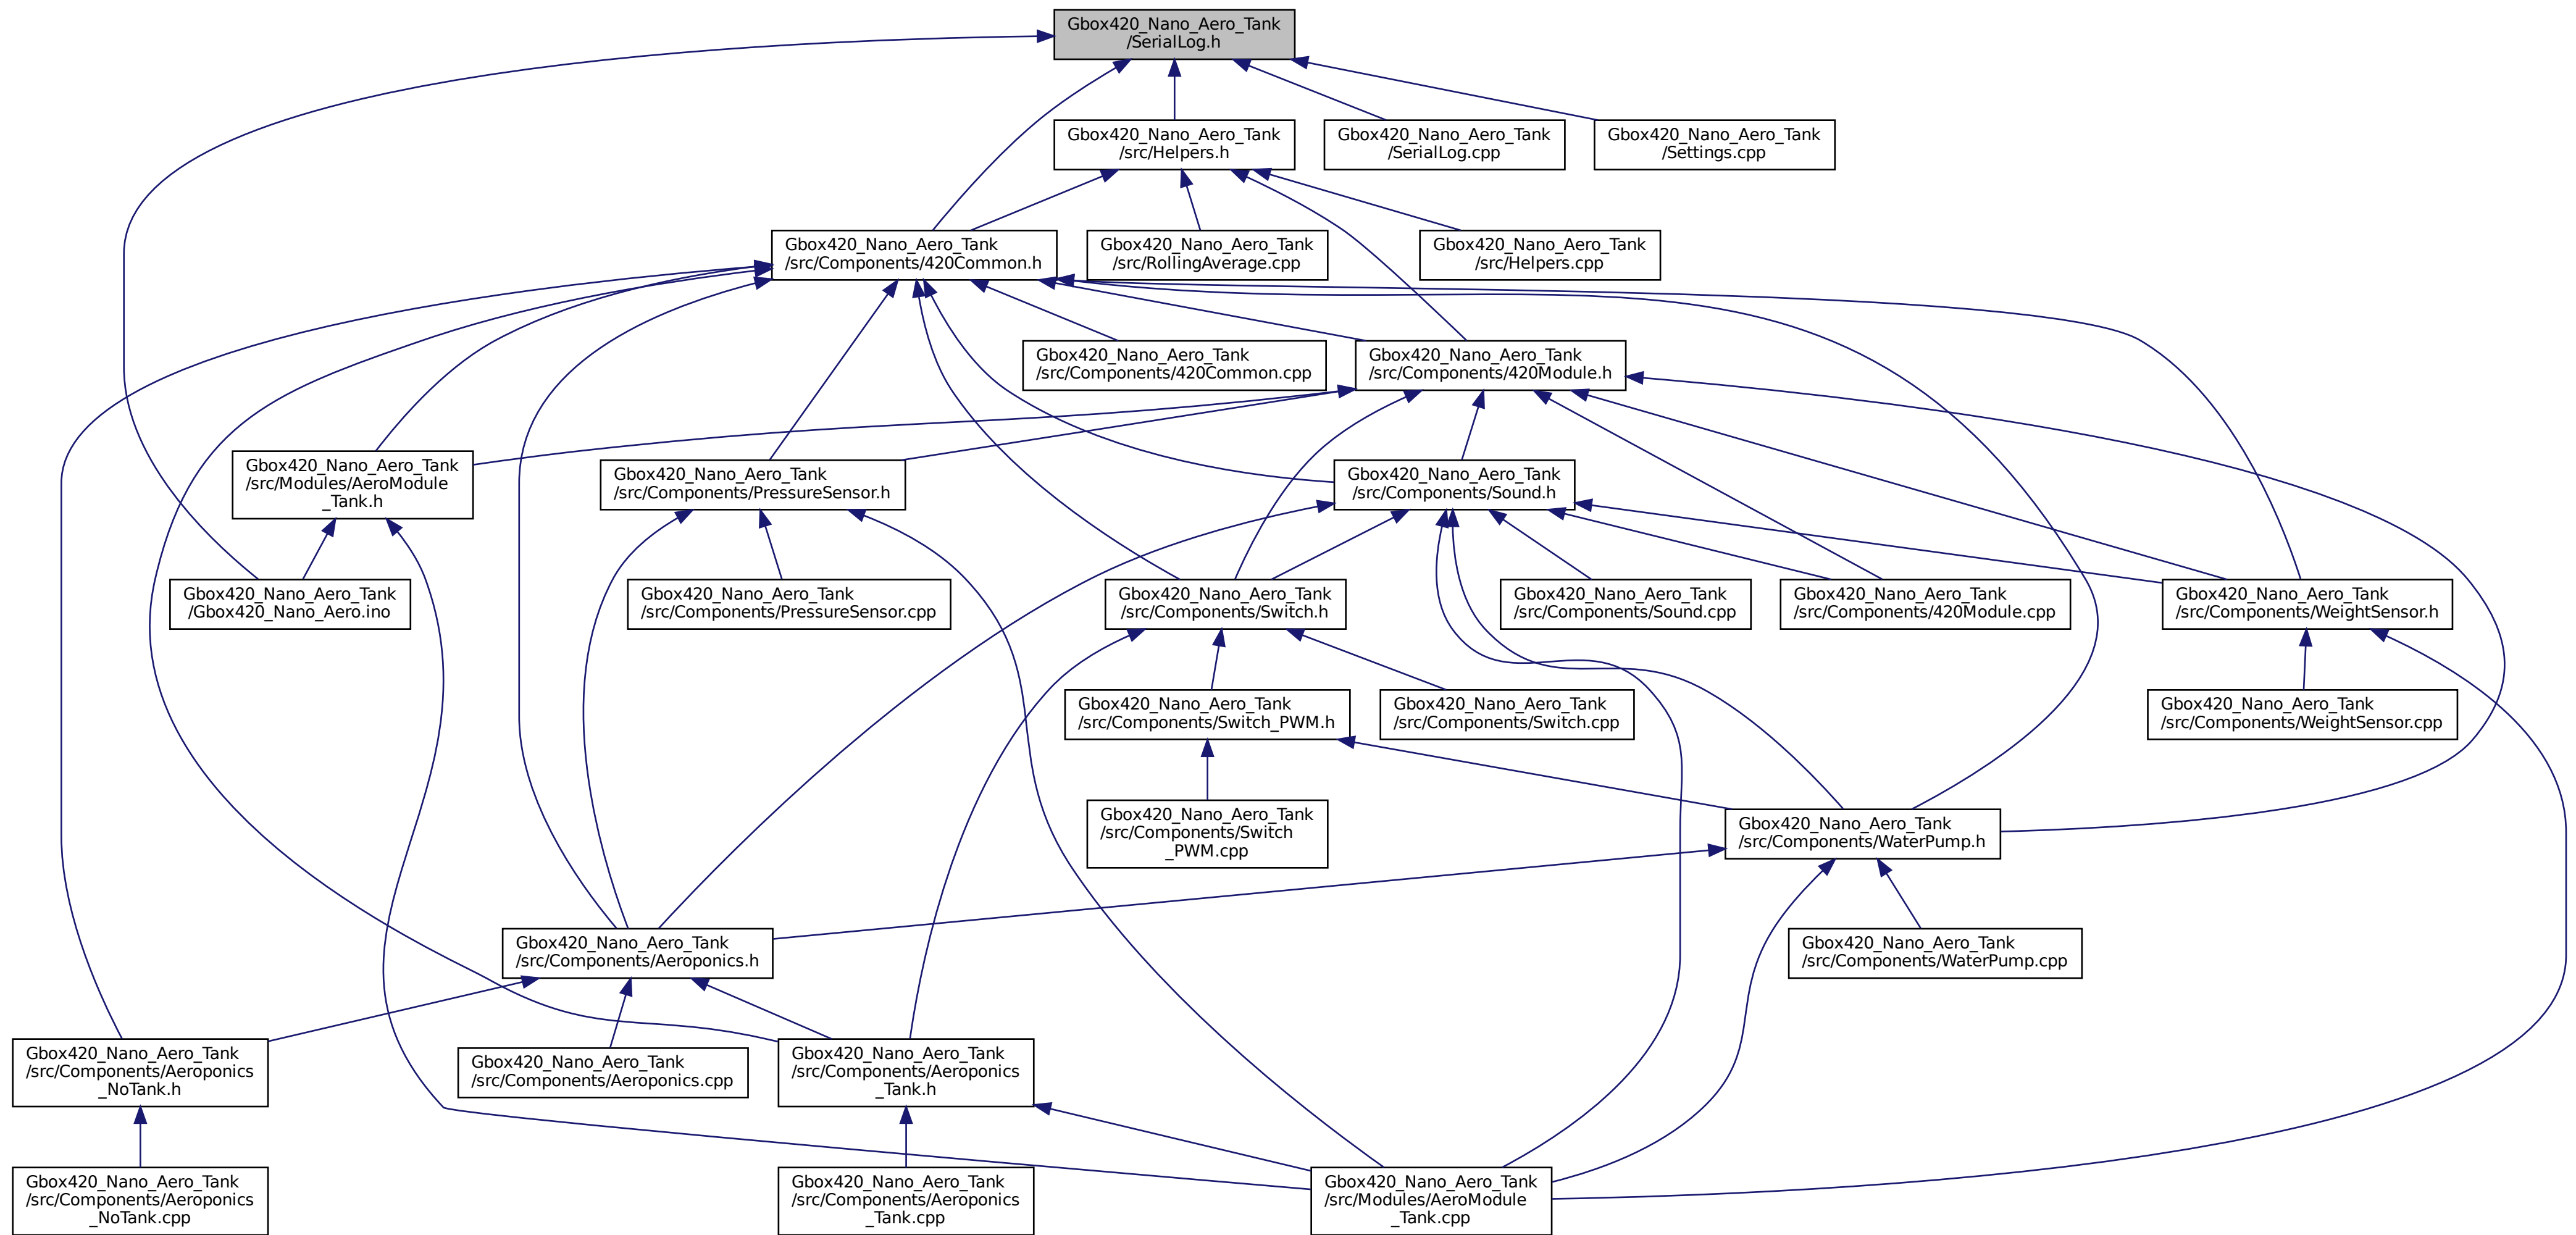 Gbox420_Nano_Aero_Tank
/SerialLog.h
Gbox420_Nano_Aero_Tank
/src/Helpers.h
Gbox420_Nano_Aero_Tank
/SerialLog.cpp
Gbox420_Nano_Aero_Tank
/Settings.cpp
Gbox420_Nano_Aero_Tank
/src/Components/420Common.h
Gbox420_Nano_Aero_Tank
/src/RollingAverage.cpp
Gbox420_Nano_Aero_Tank
/src/Helpers.cpp
Gbox420_Nano_Aero_Tank
/src/Components/420Common.cpp
Gbox420_Nano_Aero_Tank
/src/Components/420Module.h
Gbox420_Nano_Aero_Tank
/src/Modules/AeroModule
_Tank.h
Gbox420_Nano_Aero_Tank
/src/Components/PressureSensor.h
Gbox420_Nano_Aero_Tank
/src/Components/Sound.h
Gbox420_Nano_Aero_Tank
/Gbox420_Nano_Aero.ino
Gbox420_Nano_Aero_Tank
/src/Components/PressureSensor.cpp
Gbox420_Nano_Aero_Tank
/src/Components/Switch.h
Gbox420_Nano_Aero_Tank
/src/Components/Sound.cpp
Gbox420_Nano_Aero_Tank
/src/Components/420Module.cpp
Gbox420_Nano_Aero_Tank
/src/Components/WeightSensor.h
Gbox420_Nano_Aero_Tank
/src/Components/Switch_PWM.h
Gbox420_Nano_Aero_Tank
/src/Components/Switch.cpp
Gbox420_Nano_Aero_Tank
/src/Components/WeightSensor.cpp
Gbox420_Nano_Aero_Tank
/src/Components/Switch
_PWM.cpp
Gbox420_Nano_Aero_Tank
/src/Components/WaterPump.h
Gbox420_Nano_Aero_Tank
/src/Components/Aeroponics.h
Gbox420_Nano_Aero_Tank
/src/Components/WaterPump.cpp
Gbox420_Nano_Aero_Tank
/src/Components/Aeroponics
_NoTank.h
Gbox420_Nano_Aero_Tank
/src/Components/Aeroponics.cpp
Gbox420_Nano_Aero_Tank
/src/Components/Aeroponics
_Tank.h
Gbox420_Nano_Aero_Tank
/src/Components/Aeroponics
_NoTank.cpp
Gbox420_Nano_Aero_Tank
/src/Components/Aeroponics
_Tank.cpp
Gbox420_Nano_Aero_Tank
/src/Modules/AeroModule
_Tank.cpp